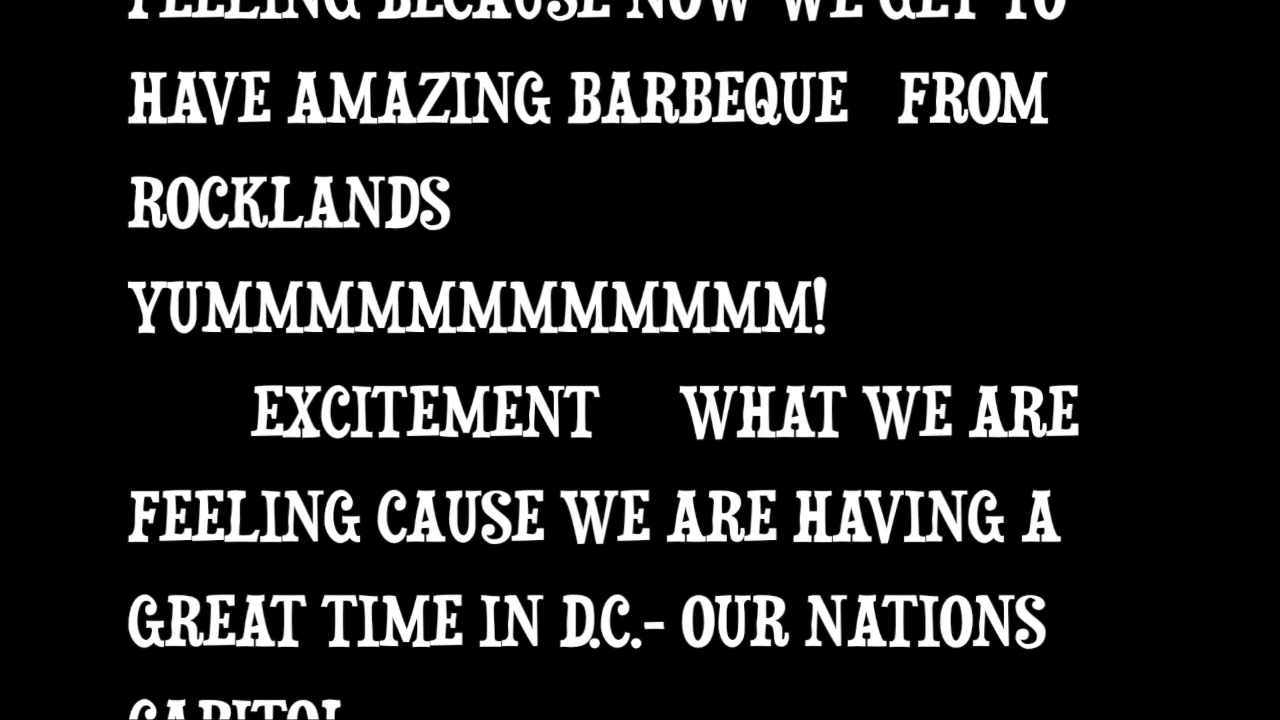 FEELING BECAUSE NOW WE GET TO
HAVE AMAZING BARBEQUE FROM
ROCKLANDS
YUMMMMMMMMMMMM!
EXCITEMENT WHAT WE ARE
FEELING CAUSE WE ARE HAVING A
GREAT TIME IN D.C.- OUR NATIONS
CAPITOL